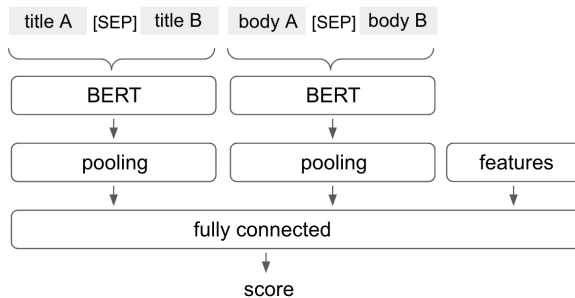 title A [SEP] title B body A [SEP] body B
BERT BERT
pooling pooling features
fully connected
score